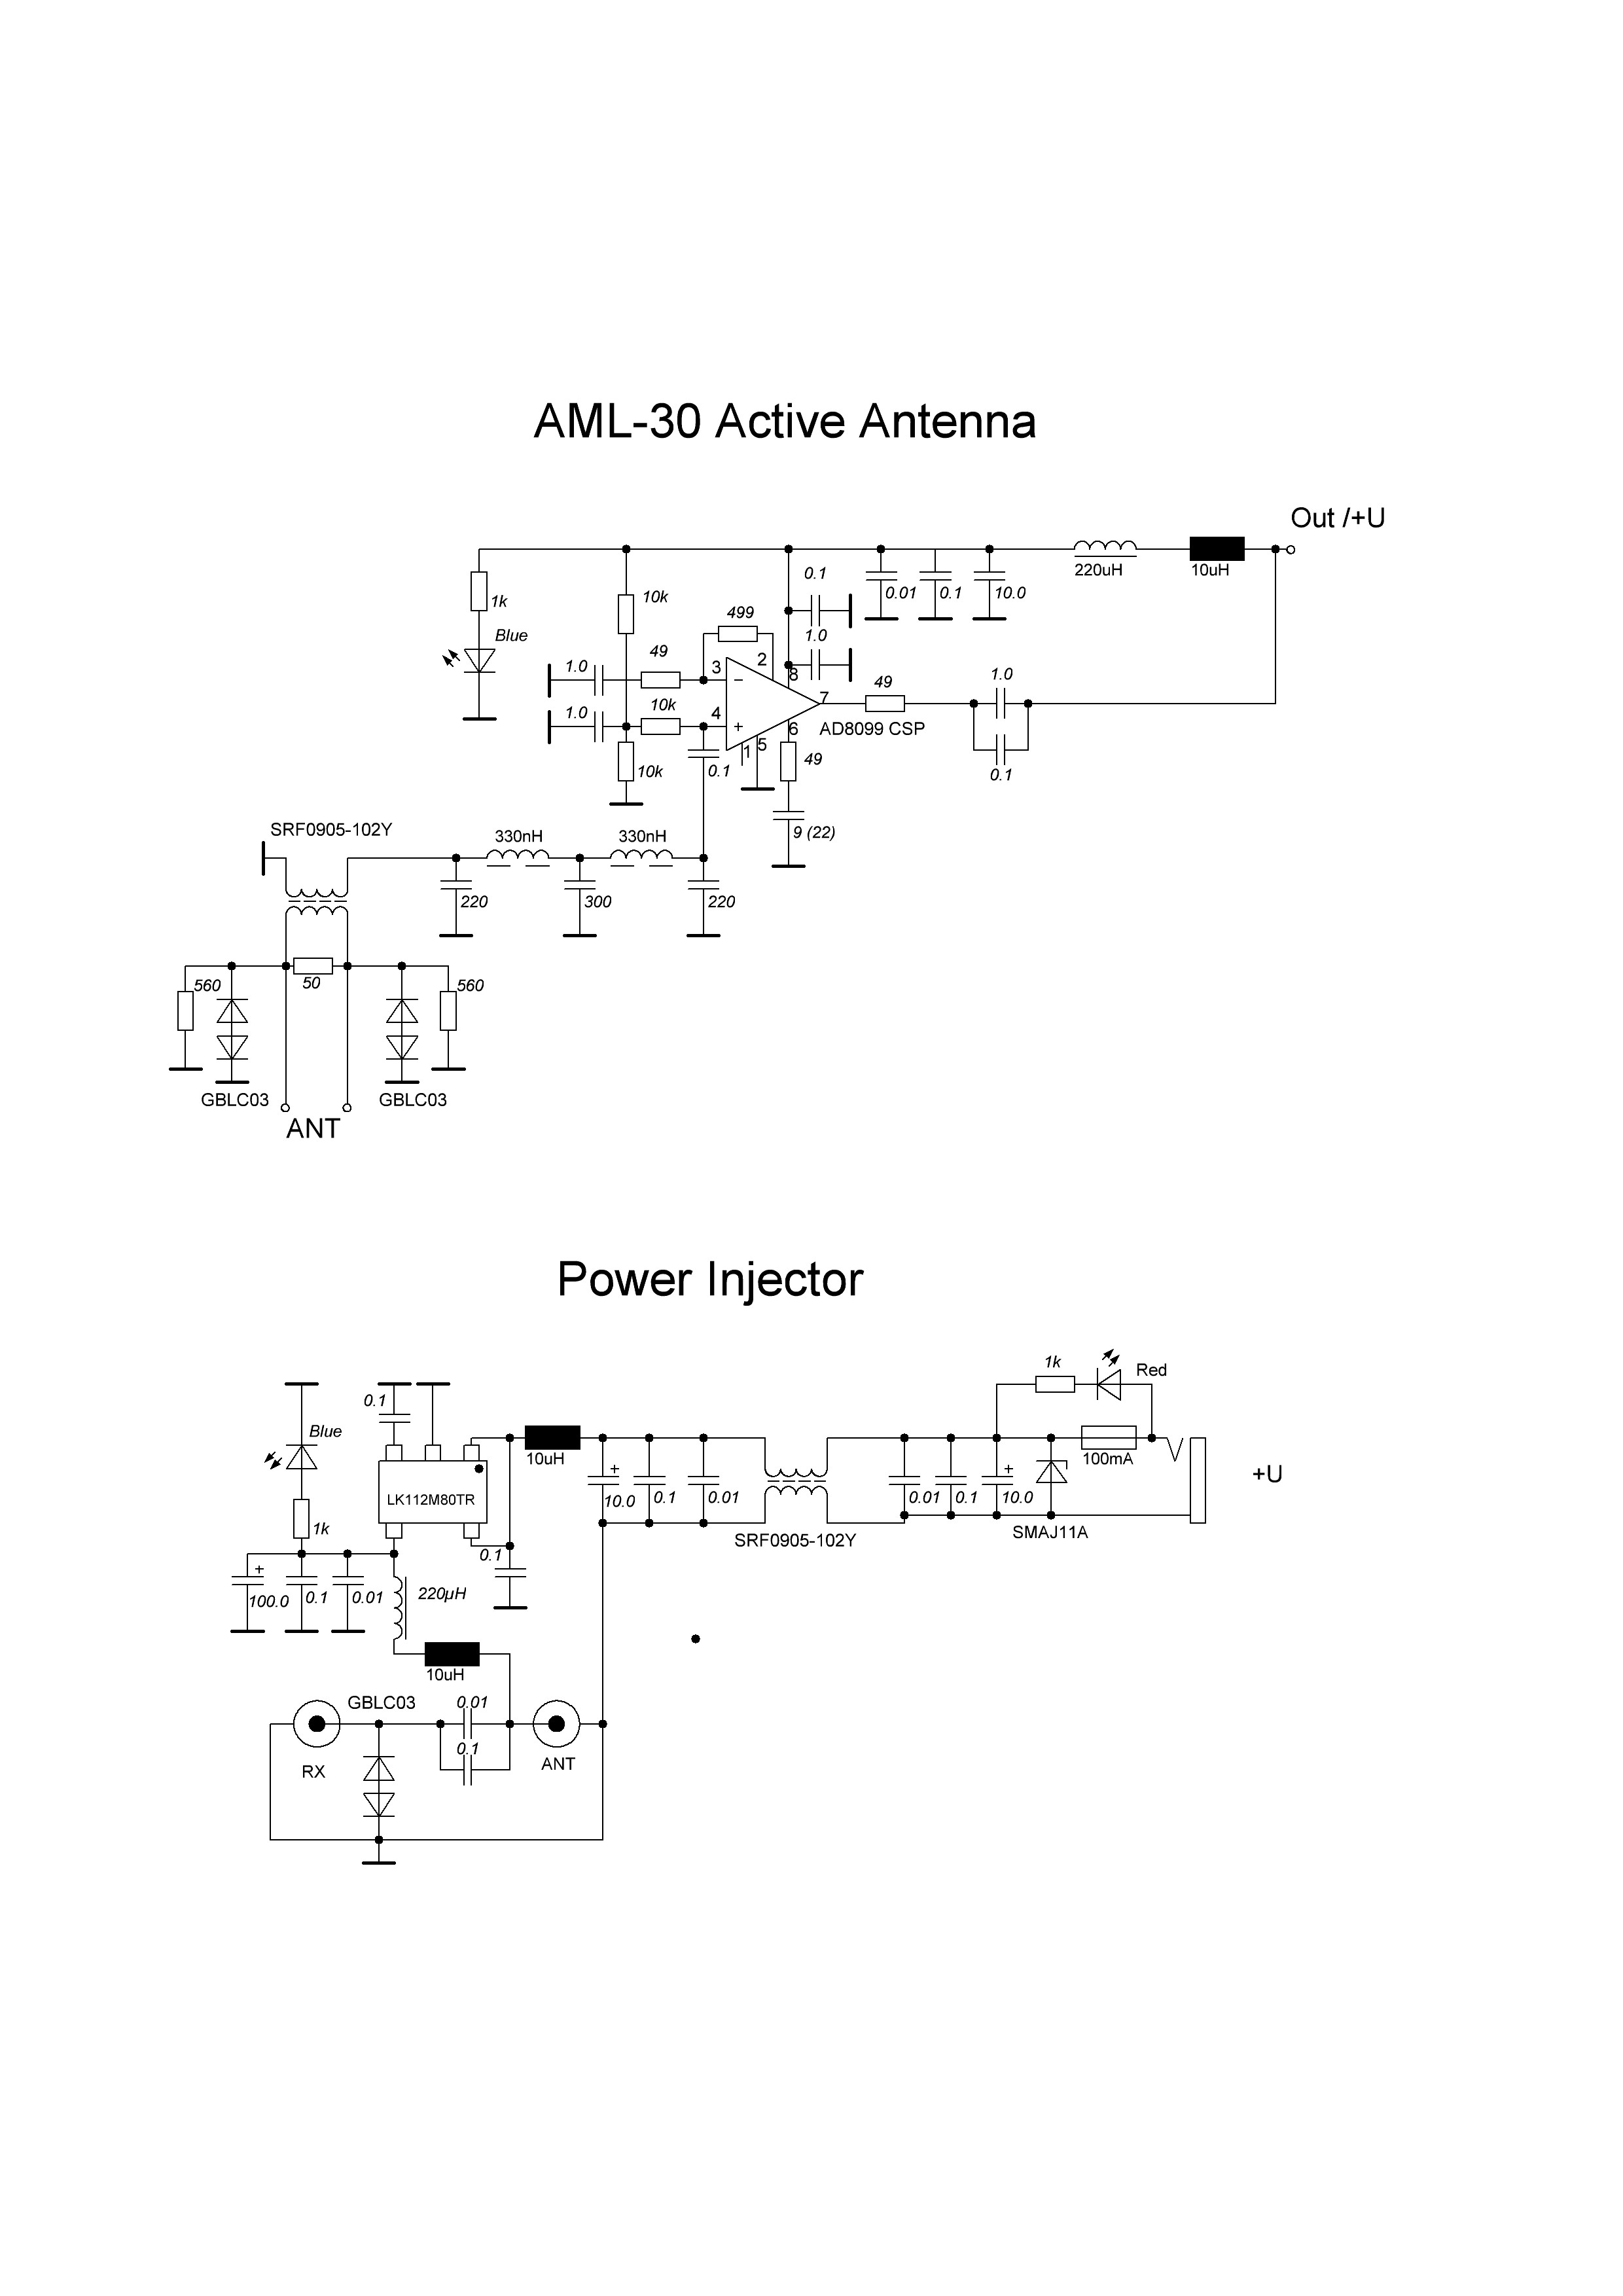 AML-30 Active Antenna
Out /+U
0.1
220uH
10uH
0.01
0.1
10.0
1k
10k
499
1.0
Blue
49
1.0
3
2
8
49
1.0
10k
1.0
4
7
6
AD8099 CSP
5
1
49
10k
0.1
0.1
SRF0905-102Y
330nH
330nH
9 (22)
220
300
220
560
50
560
GBLC03
GBLC03
ANT
Power Injector
1k
Red
0.1
Blue
10uH
100mA
+U
LK112M80TR
10.0
0.1
0.01
0.01
0.1
10.0
1k
SRF0905-102Y
SMAJ11A
0.1
100.0
0.1
0.01
220µH
10uH
GBLC03
0.01
0.1
RX
ANT